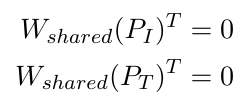 W_{shared}(P_I)^T = 0
W_{shared}(P_T)^T = 0